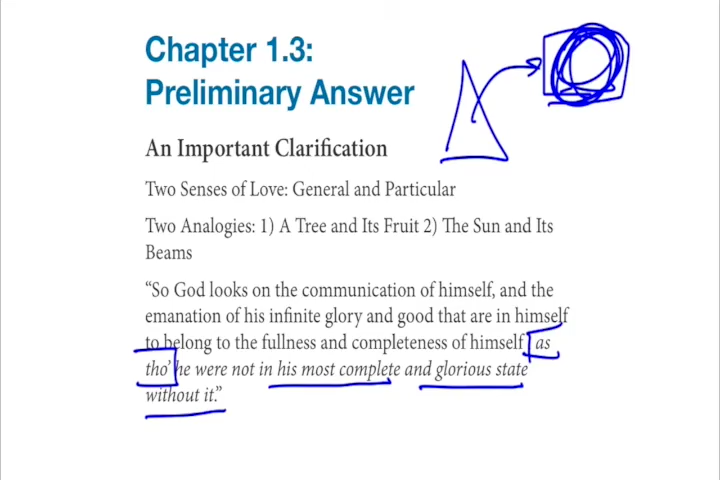 Chapter 1.3:
Preliminary Answer
An Important Clarification
Two Senses of Love: General and Particular
Two Analogies: 1) A Tree and Its Fruit 2) The Sun and Its
Beams
“So God looks on the communication of himself, and the
emanation of his infinite glory and good that are in himself
to belong to the fullness and completeness of himself as
tho’ he were not in his most complete and glorious state
without it.”